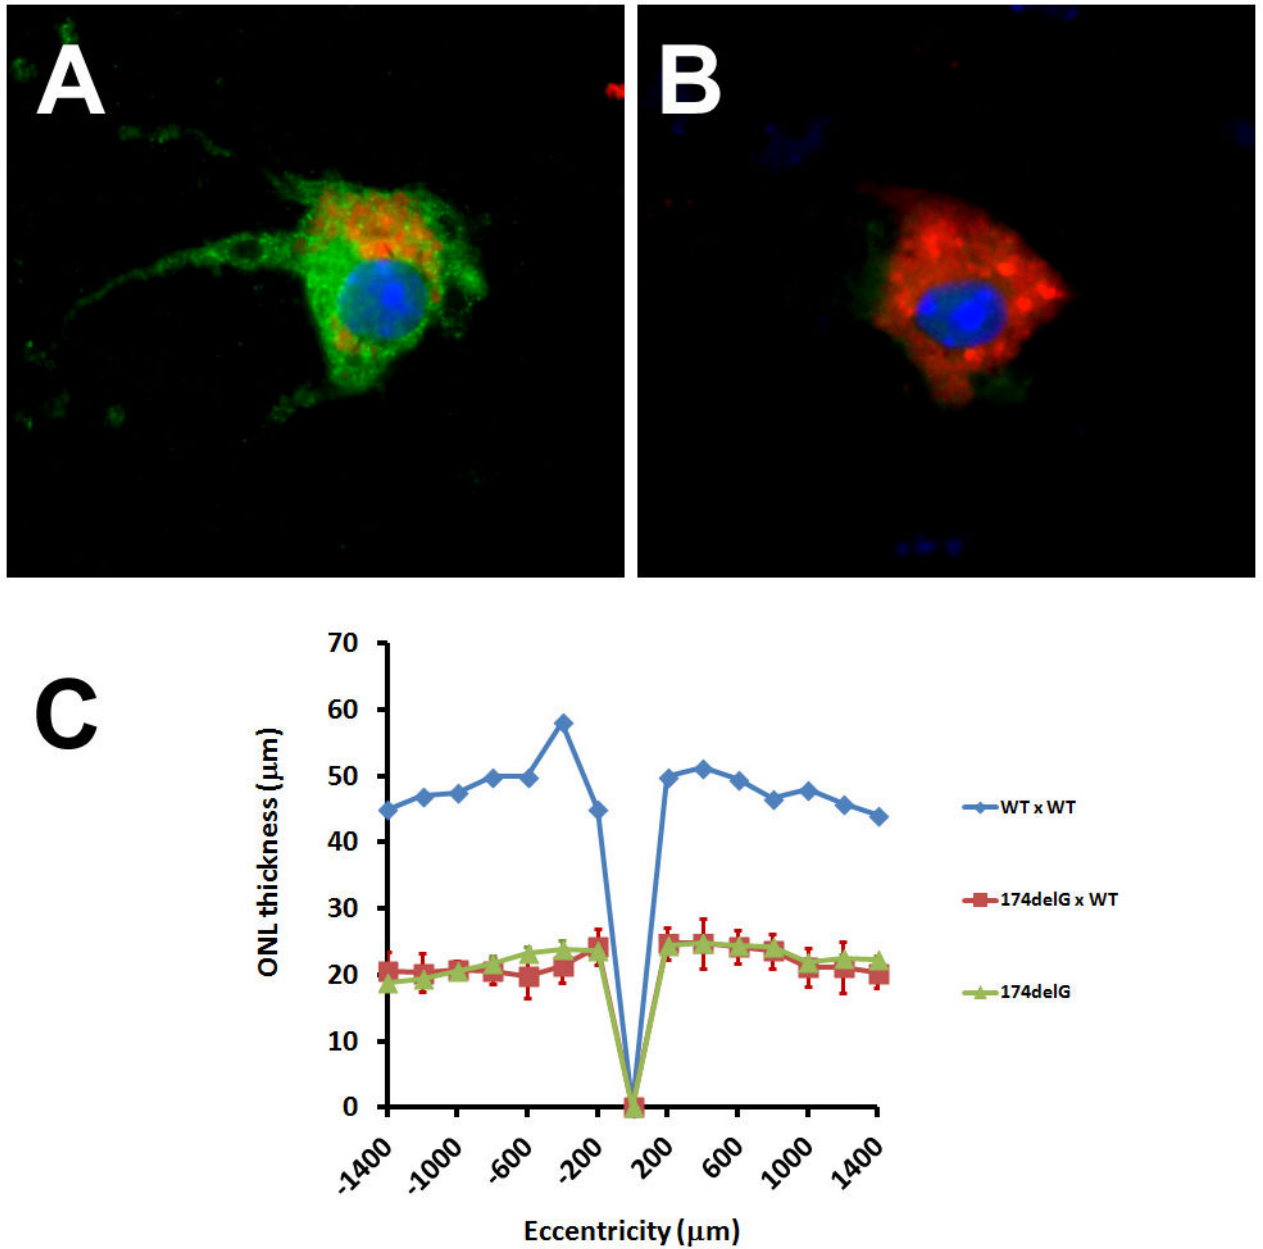 A
B
C
70
60
50
40
30
20
10
0
ONL thickness (μm)
-1400
-1000
-600
-200
200
600
1000
1400
Eccentricity (μm)
WT x WT
174delG x WT
174delG